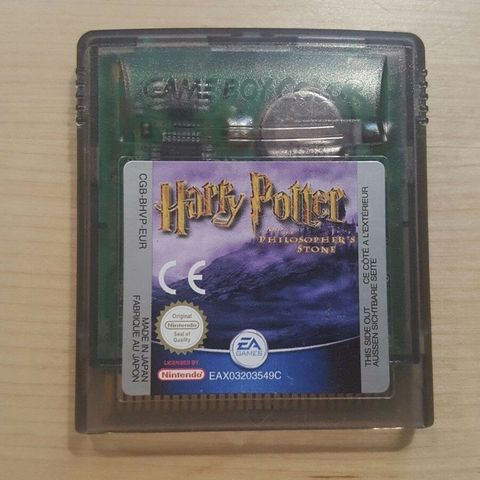 GAME BOY COLOR
CGB-BHVP-EUR
MADE IN JAPAN
FABRIQUE AU JAPON
Harry Potter
AND THE
PHILOSOPHER'S
STONE
CE
Original
Nintendo
Seal of
Quality
LICENSED BY
Nintendo
EA
GAMES
EAX03203549C
THIS SIDE OUT CE CÔTÉ A L'EXTÉRIEUR
AUSSEN SICHTBARE SEITE